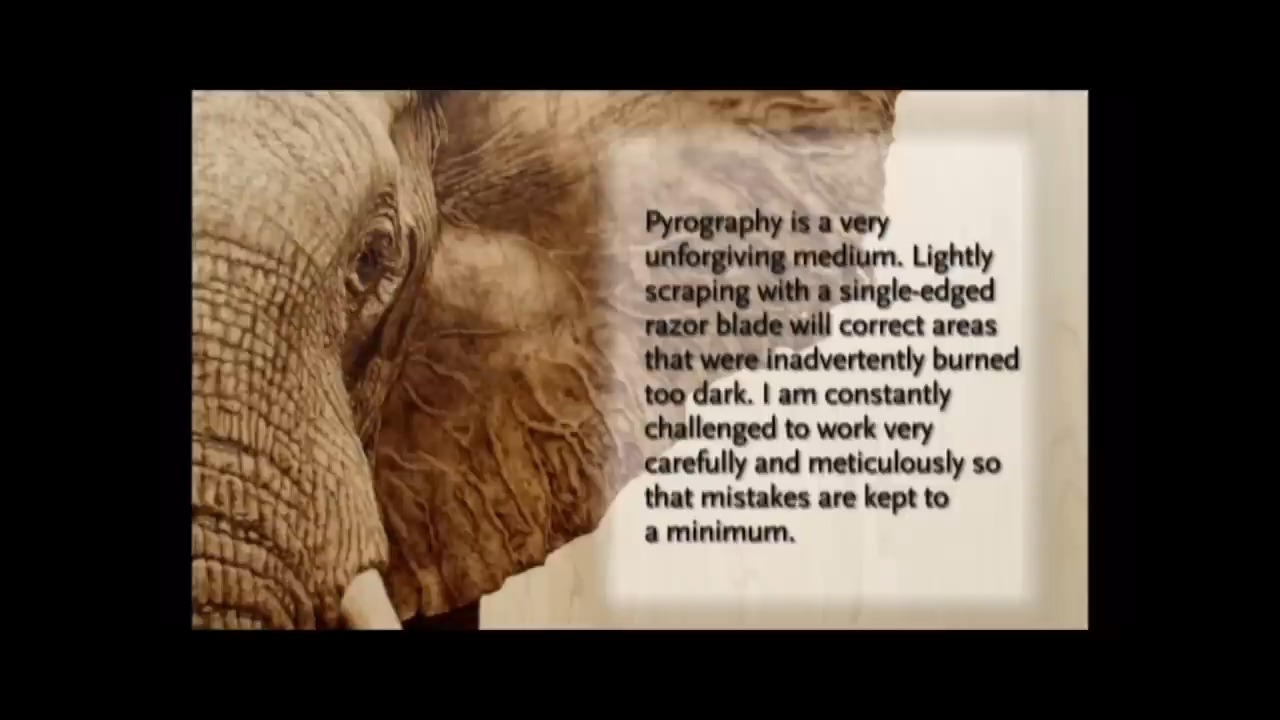 Pyrography is a very
unforgiving medium. Lightly
scraping with a single-edged
razor blade will correct areas
that were inadvertently burned
too dark. I am constantly
challenged to work very
carefully and meticulously so
that mistakes are kept to
a minimum.